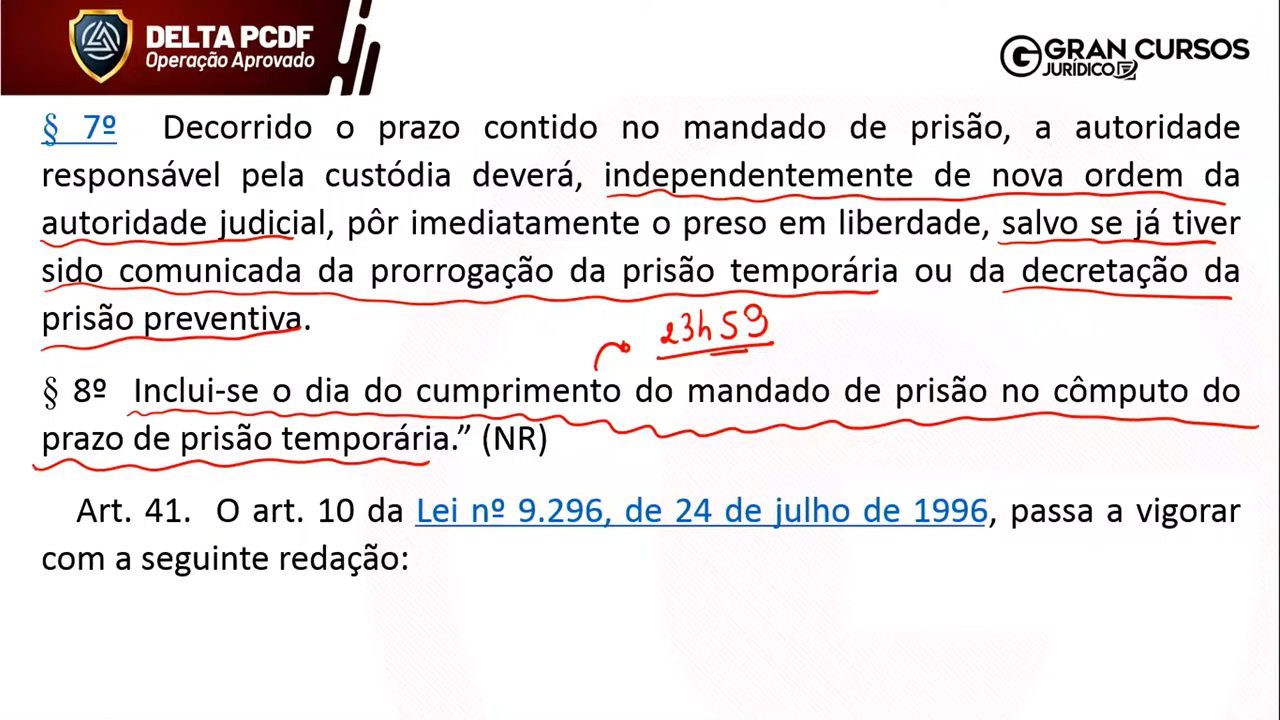 DELTA PCDF
Operação Aprovado
GRAN CURSOS
JURÍDICO
§ 7º Decorrido o prazo contido no mandado de prisão, a autoridade
responsável pela custódia deverá, independentemente de nova ordem da
autoridade judicial, pôr imediatamente o preso em liberdade, salvo se já tiver
sido comunicada da prorrogação da prisão temporária ou da decretação da
prisão preventiva.
23h59
§ 8º Inclui-se o dia do cumprimento do mandado de prisão no cômputo do
prazo de prisão temporária.” (NR)
Art. 41. O art. 10 da Lei nº 9.296, de 24 de julho de 1996, passa a vigorar
com a seguinte redação: